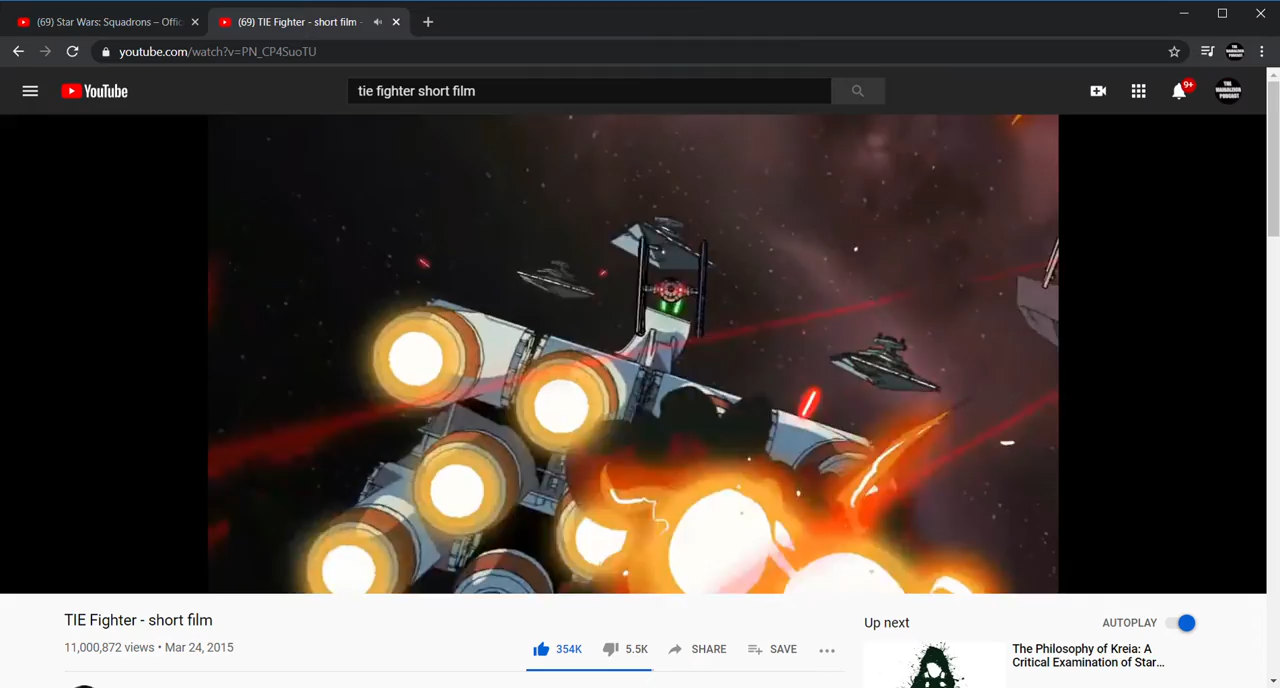 (69) Star Wars: Squadrons – Offic
(69) TIE Fighter - short film -
youtube.com/watch?v=PN_CP4SuoTU
YouTube
tie fighter short film
9+
TIE Fighter - short film
11,000,872 views • Mar 24, 2015
354K
5.5K
SHARE
SAVE
Up next
AUTOPLAY
The Philosophy of Kreia: A
Critical Examination of Star...